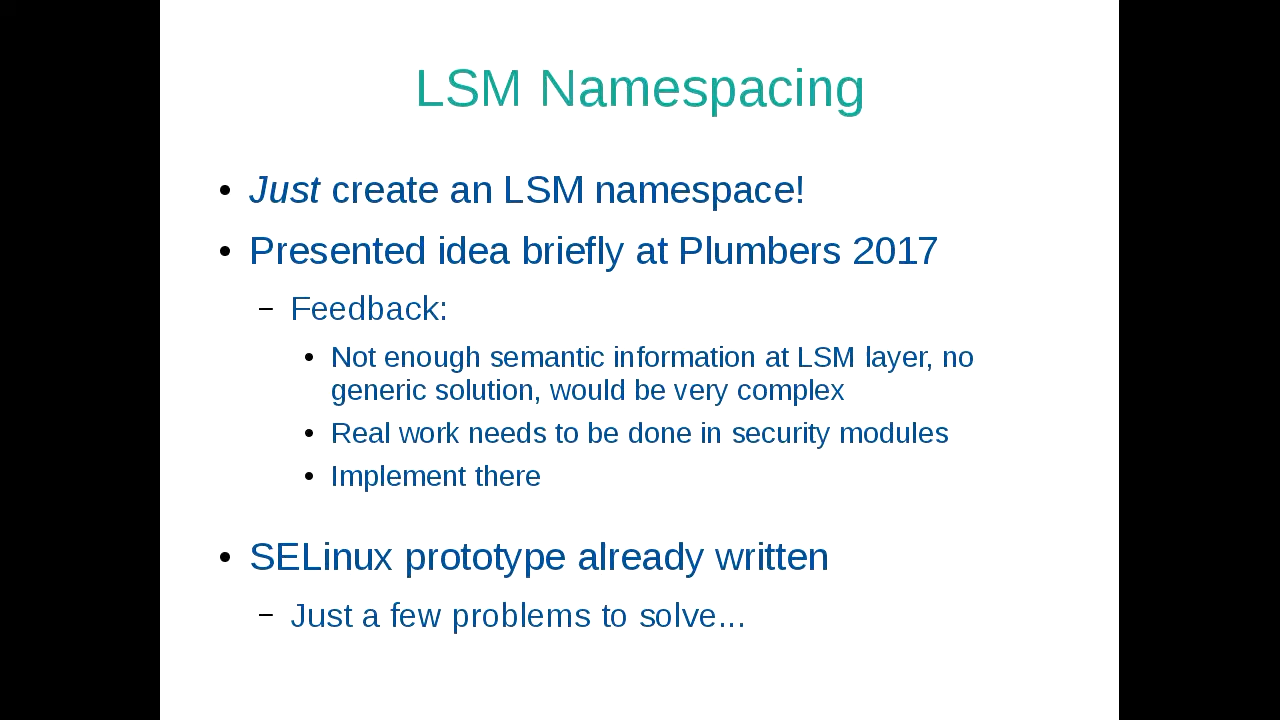 LSM Namespacing
• Just create an LSM namespace!
• Presented idea briefly at Plumbers 2017
– Feedback:
• Not enough semantic information at LSM layer, no
generic solution, would be very complex
• Real work needs to be done in security modules
• Implement there
• SELinux prototype already written
– Just a few problems to solve...